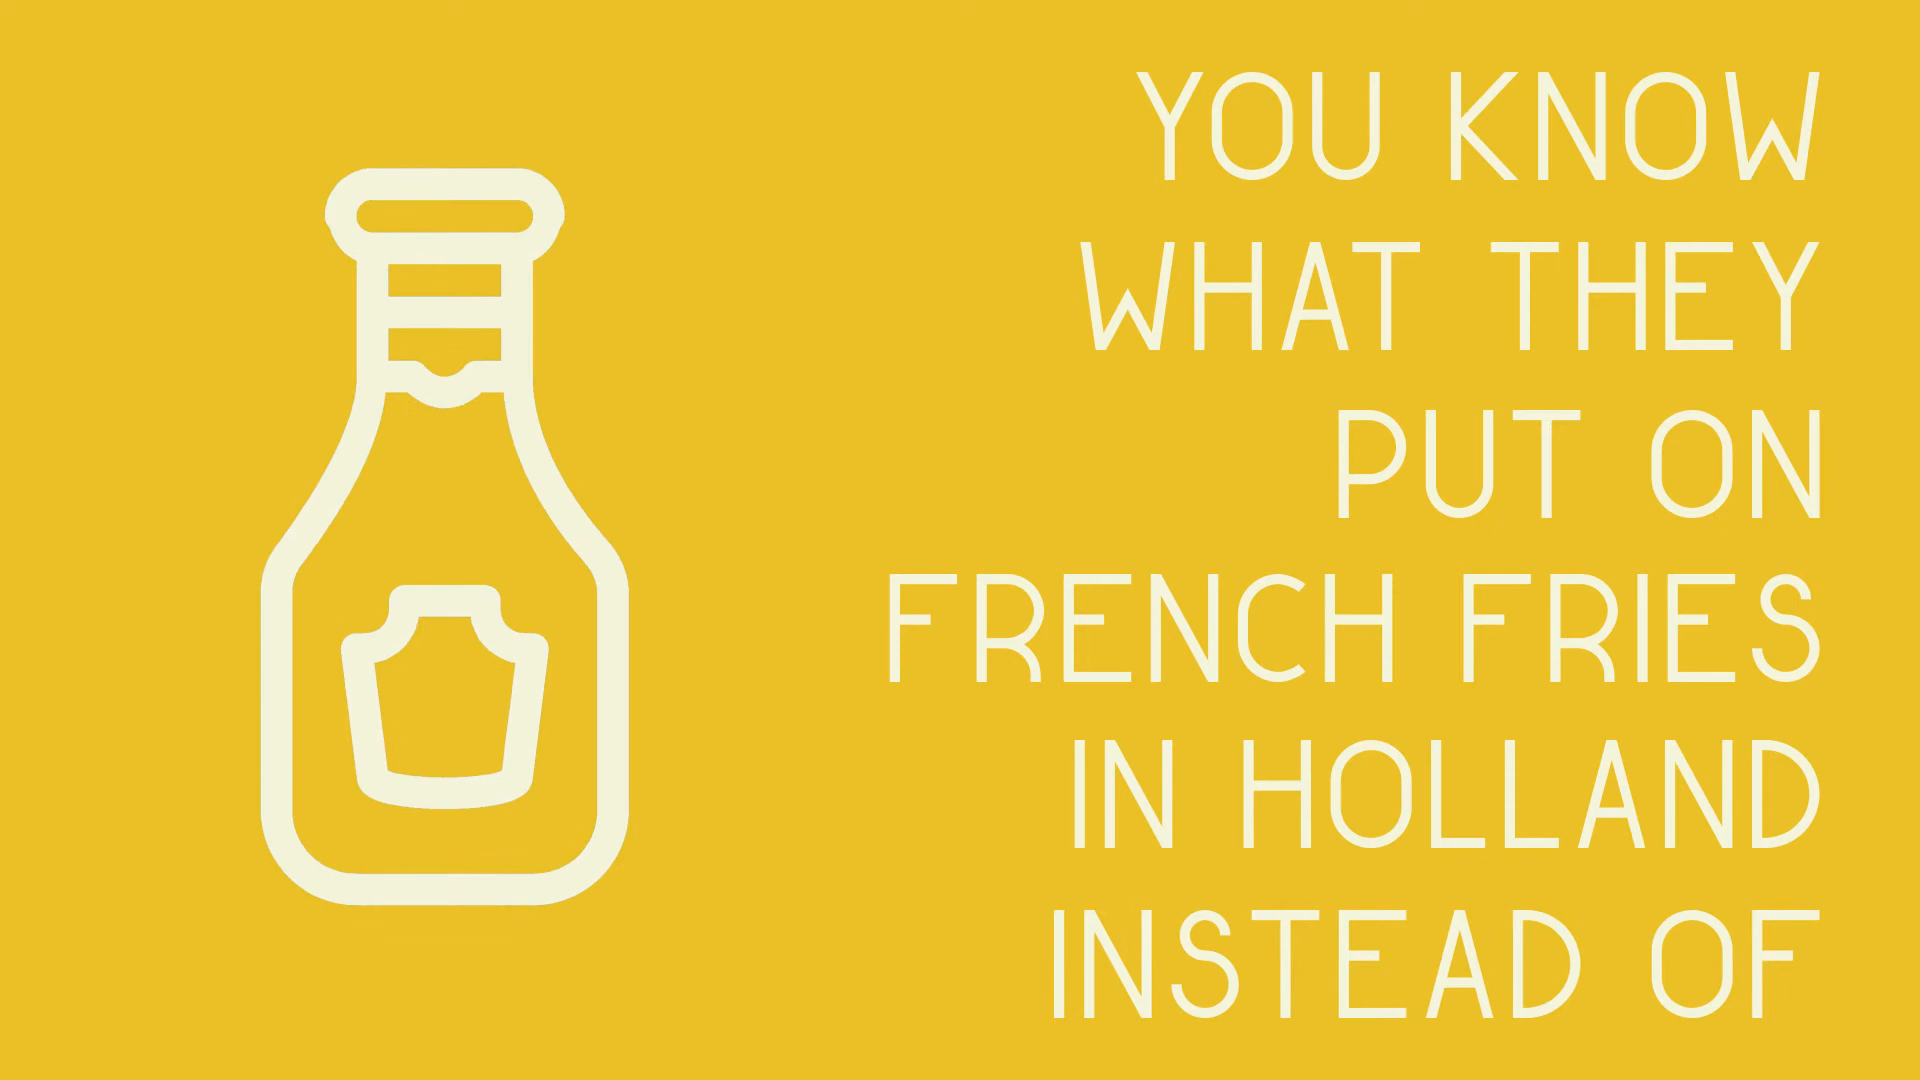 YOU KNOW
WHAT THEY
PUT ON
FRENCH FRIES
IN HOLLAND
INSTEAD OF